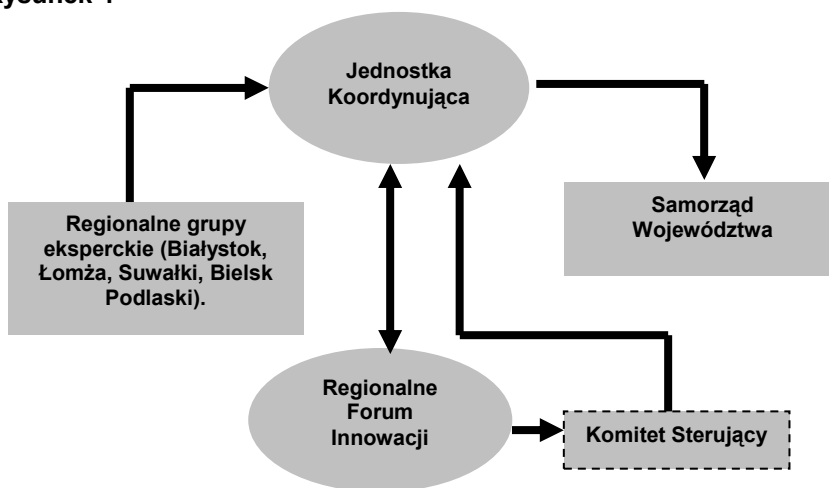 Jednostka
Koordynująca
Regionalne grupy
eksperckie (Białystok,
Łomża, Suwałki, Bielsk
Podlaski).
Samorząd
Województwa
Regionalne
Forum
Innowacji
Komitet Sterujący